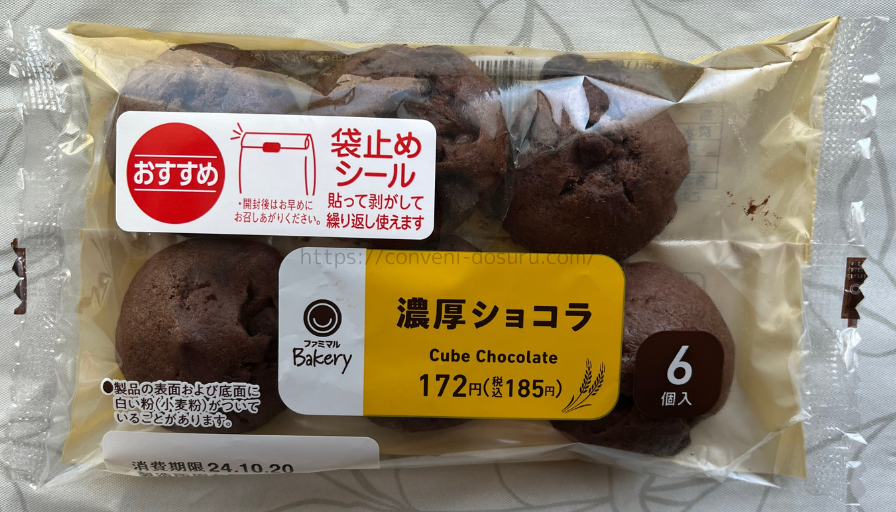 おすすめ
・開封後はお早めに
お召しあがりください。
袋止め
シール
貼って剥がして
繰り返し使えます
https://conveni-dosuru.com/
ファミマル
Bakery
濃厚ショコラ
Cube Chocolate
172円(税込185円)
6
個入
●製品の表面および底面に
白い粉(小麦粉)がついて
いることがあります。
消費期限24.10.20